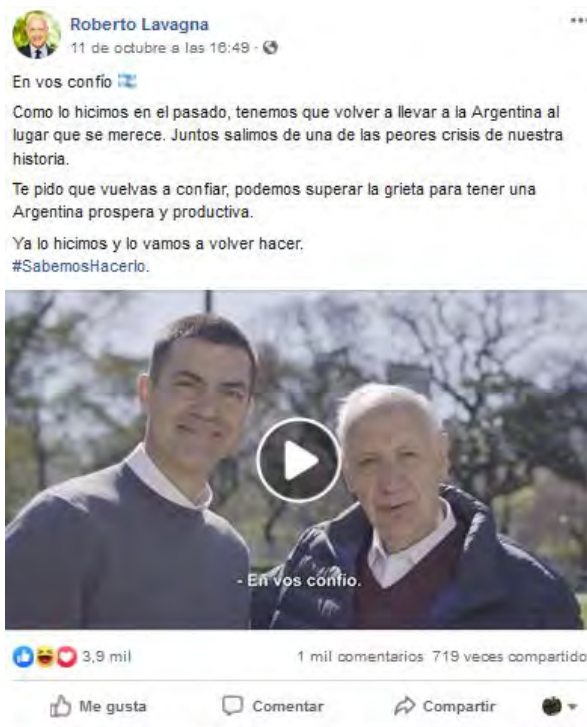 Roberto Lavagna
11 de octubre a las 16:49 ·
En vos confío
Como lo hicimos en el pasado, tenemos que volver a llevar a la Argentina al
lugar que se merece. Juntos salimos de una de las peores crisis de nuestra
historia.
Te pido que vuelvas a confiar, podemos superar la grieta para tener una
Argentina prospera y productiva.
Ya lo hicimos y lo vamos a volver hacer.
#SabemosHacerlo.
- En vos confío.
3,9 mil
1 mil comentarios 719 veces compartido
Me gusta
Comentar
Compartir